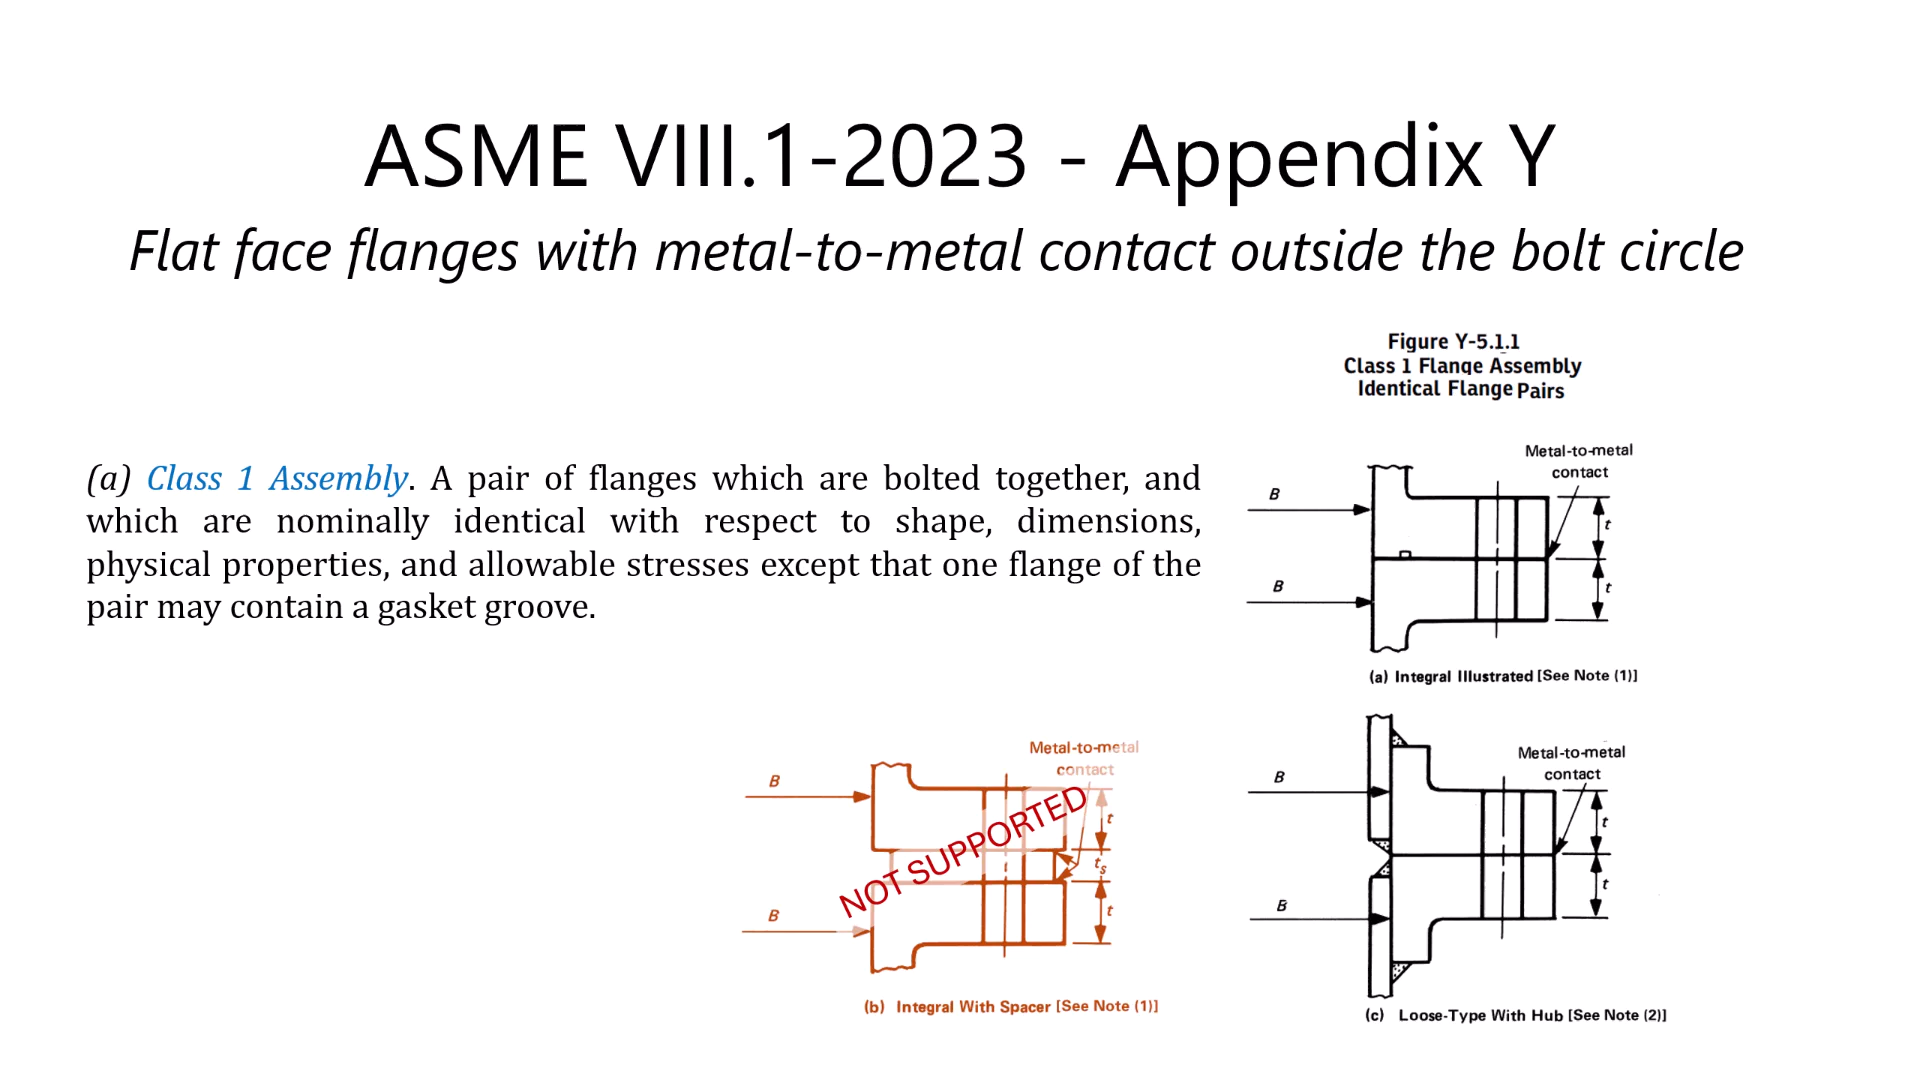 ASME VIII.1-2023 - Appendix Y
Flat face flanges with metal-to-metal contact outside the bolt circle
Figure Y-5.1.1
Class 1 Flange Assembly
Identical Flange Pairs
(a) Class 1 Assembly. A pair of flanges which are bolted together, and
which are nominally identical with respect to shape, dimensions,
physical properties, and allowable stresses except that one flange of the
pair may contain a gasket groove.
Metal-to-metal
contact
B
t
B
t
(a) Integral Illustrated [See Note (1)]
Metal-to-metal
contact
B
t
ts
B
t
NOT SUPPORTED
(b) Integral With Spacer [See Note (1)]
Metal-to-metal
contact
B
t
B
t
(c) Loose-Type With Hub [See Note (2)]